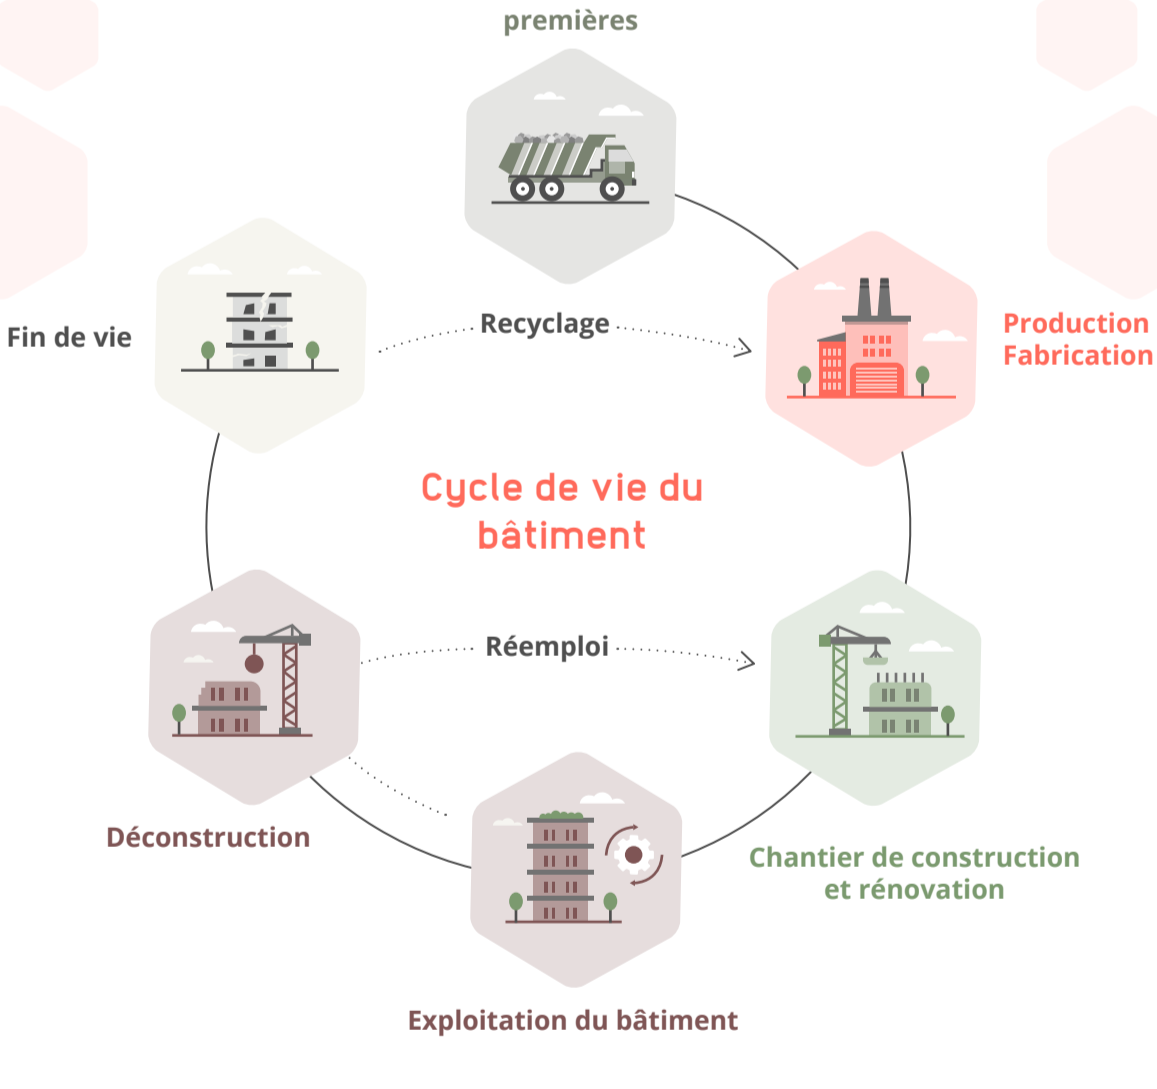 premières
Recyclage
Fin de vie
Production
Fabrication
Cycle de vie du
bâtiment
Réemploi
Déconstruction
Chantier de construction
et rénovation
Exploitation du bâtiment